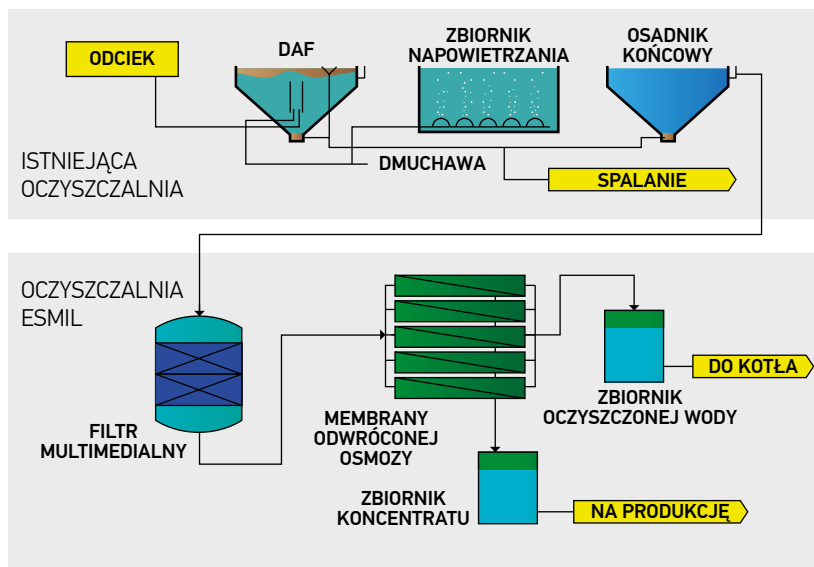 ODCIEK
DAF
ZBIORNIK
NAPOWIETRZANIA
OSADNIK
KOŃCOWY
ISTNIEJĄCA
OCZYSZCZALNIA
DMUCHAWA
SPALANIE
OCZYSZCZALNIA
ESMIL
FILTR
MULTIMEDIALNY
MEMBRANY
ODWRÓCONEJ
OSMOZY
ZBIORNIK
OCZYSZCZONEJ WODY
DO KOTŁA
ZBIORNIK
KONCENTRATU
NA PRODUKCJĘ